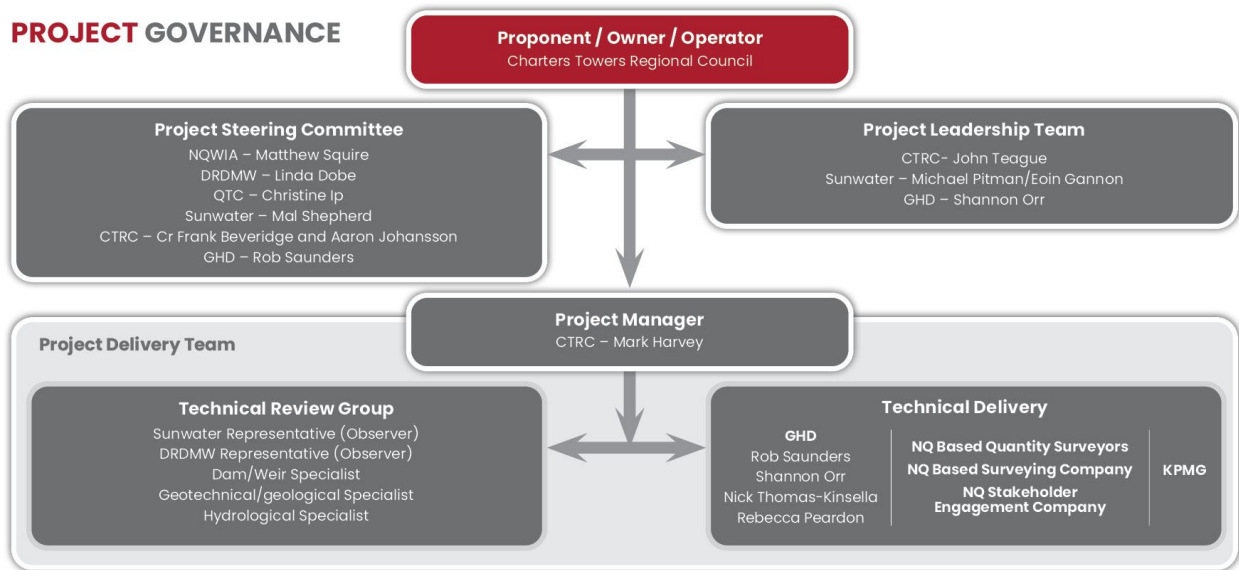 PROJECT GOVERNANCE
Proponent / Owner / Operator
Charters Towers Regional Council
Project Steering Committee
NQWIA – Matthew Squire
DRDMW – Linda Dobe
QTC – Christine Ip
Sunwater – Mal Shepherd
CTRC – Cr Frank Beveridge and Aaron Johansson
GHD – Rob Saunders
Project Leadership Team
CTRC- John Teague
Sunwater – Michael Pitman/Eoin Gannon
GHD – Shannon Orr
Project Manager
CTRC – Mark Harvey
Project Delivery Team
Technical Review Group
Sunwater Representative (Observer)
DRDMW Representative (Observer)
Dam/Weir Specialist
Geotechnical/geological Specialist
Hydrological Specialist
Technical Delivery
GHD
Rob Saunders
Shannon Orr
Nick Thomas-Kinsella
Rebecca Peardon
NQ Based Quantity Surveyors
NQ Based Surveying Company
NQ Stakeholder
Engagement Company
KPMG